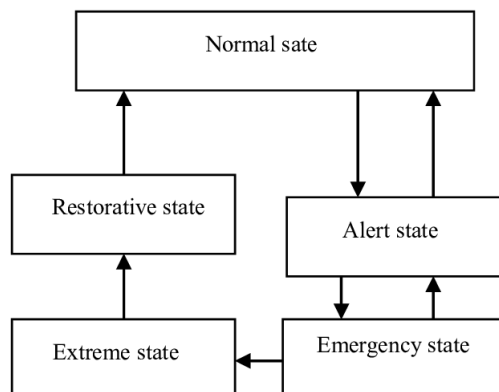 Normal sate
Restorative state
Alert state
Extreme state
Emergency state